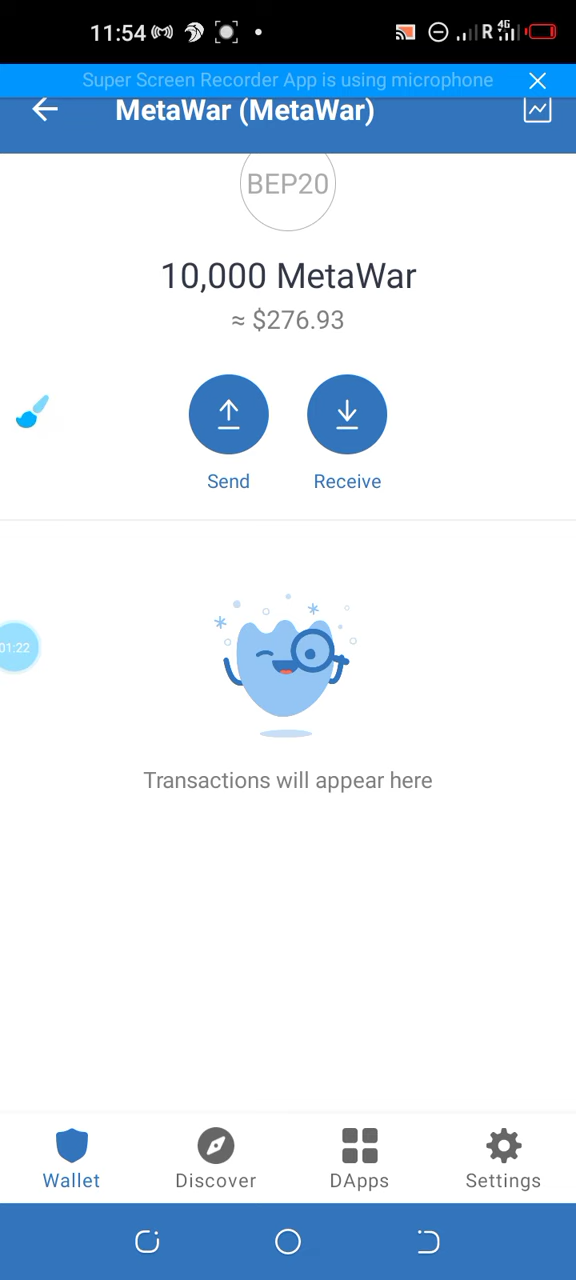 11:54 R 4G
Super Screen Recorder App is using microphone
MetaWar (MetaWar)
BEP20
10,000 MetaWar
≈ $276.93
Send Receive
01:22
Transactions will appear here
Wallet Discover DApps Settings